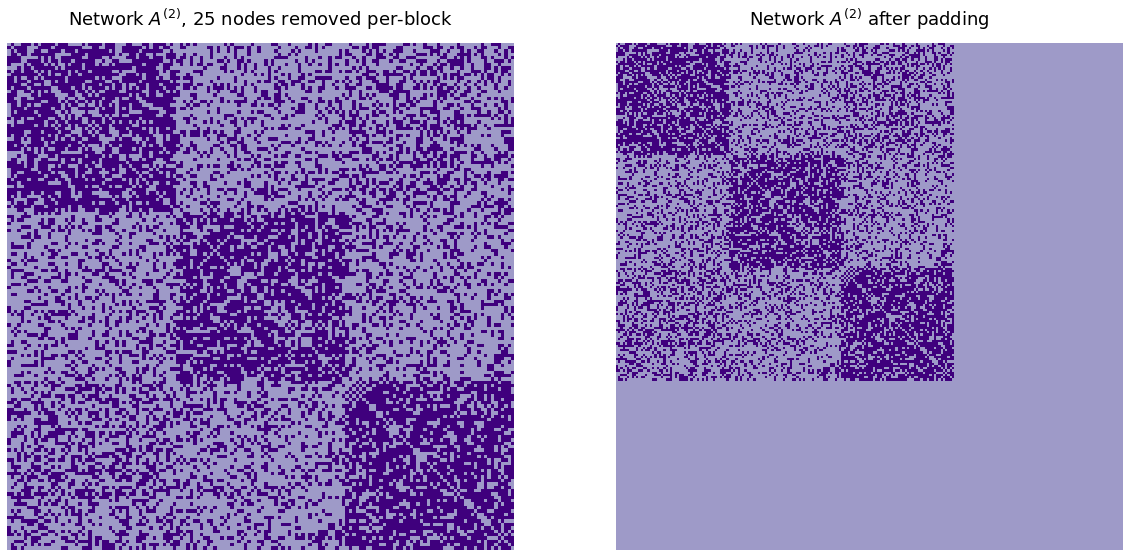 Network A^(2), 25 nodes removed per-block
Network A^(2) after padding